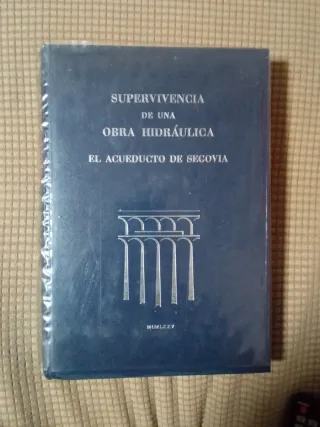 SUPERVIVENCIA
DE UNA
OBRA HIDRÁULICA
EL ACUEDUCTO DE SEGOVIA
MCMLXXV